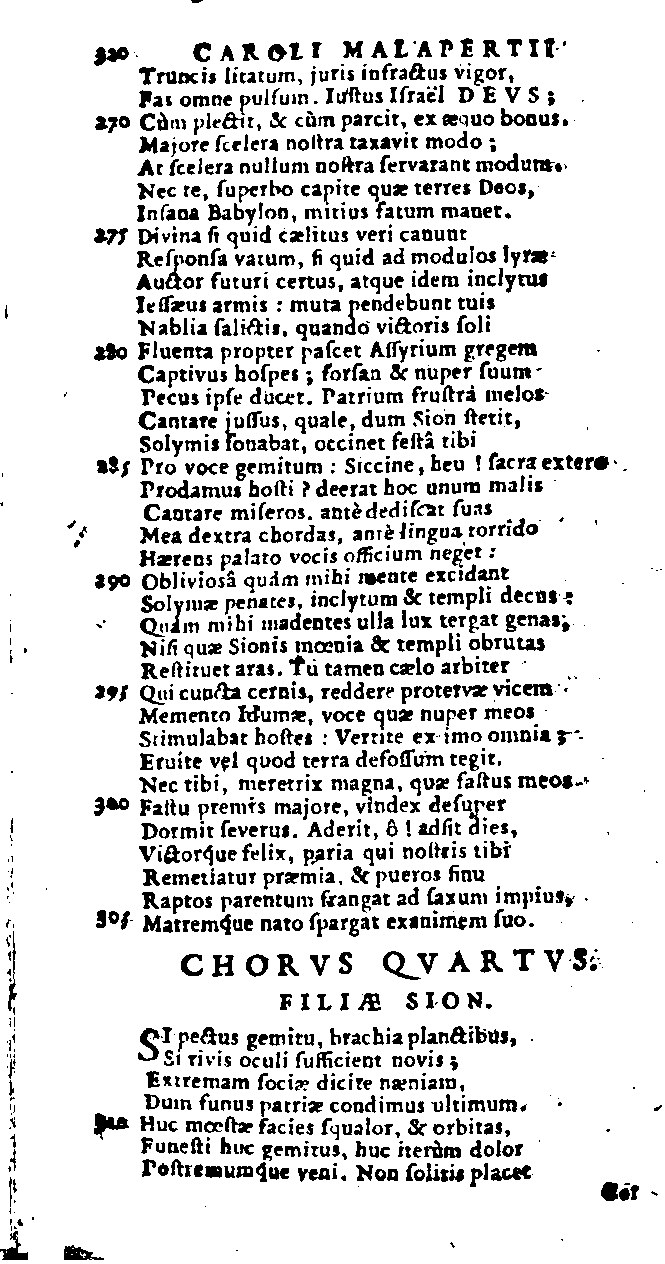 320 CAROLI MALAPERTII
Truncis litatum, juris infractus vigor,
Fas omne pulsum. Iustus Israël DEVS;
270 Cùm plectit, & cùm parcit, ex æquo bonus.
Majore scelera nostra taxavit modo;
At scelera nullum nostra servarant modum.
Nec te, superbo capite quæ terres Deos,
Insana Babylon, mitius fatum manet.
275 Divina si quid cælitus veri canunt
Responsa vatum, si quid ad modulos lyræ
Auctor futuri certus, atque idem inclytus
Iessæus armis: muta pendebunt tuis
Nablia salictis, quando victoris soli
280 Fluenta propter pascet Assyrium gregem
Captivus hospes; forsan & nuper suum
Pecus ipse ducet. Patrium frustrà melos
Cantare jussus, quale, dum Sion stetit,
Solymis sonabat, occinet festâ tibi
285 Pro voce gemitum: Siccine, heu! sacra extero
Prodamus hosti? deerat hoc unum malis
Cantare miseros. antè dediscat suas
Mea dextra chordas, antè lingua torrido
Hærens palato vocis officium neget:
290 Obliviosâ quàm mihi mente excidant
Solymæ penates, inclytum & templi decus:
Quàm mihi madentes ulla lux tergat genas;
Nisi quæ Sionis mœnia & templi obrutas
Restituet aras. Tu tamen cælo arbiter
295 Qui cuncta cernis, reddere protervæ vicem
Memento Idumæ, voce quæ nuper meos
Stimulabat hostes: Vertite ex imo omnia;
Eruite vel quod terra defossum tegit.
Nec tibi, meretrix magna, quæ fastus meos
300 Fastu premis majore, vindex desuper
Dormit severus. Aderit, ô! adsit dies,
Victorque felix, paria qui nostris tibi
Remetiatur præmia, & pueros sinu
Raptos parentum frangat ad saxum impius,
305 Matremque nato spargat exanimem suo.
CHORVS QVARTVS.
FILIÆ SION.
SI pectus gemitu, brachia planctibus,
Si rivis oculi sufficient novis;
Extremam sociæ dicite næniam,
Dum funus patriæ condimus ultimum.
310 Huc mœstæ facies squalor, & orbitas,
Funesti huc gemitus, huc iterùm dolor
Postremumque veni. Non solitis placet